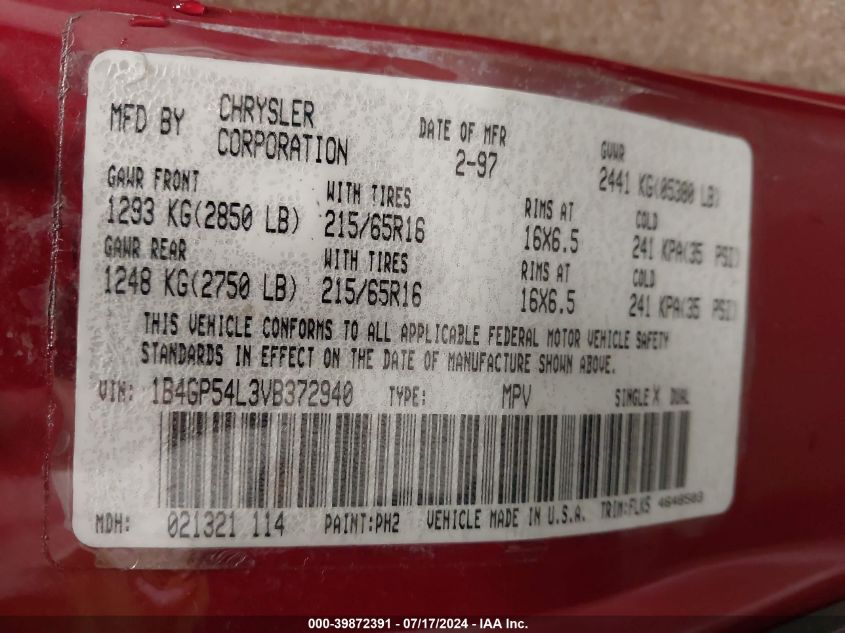 MFD BY CHRYSLER CORPORATION DATE OF MFR 2-97 GVWR 2441 KG(05380 LB)
GAWR FRONT WITH TIRES RIMS AT COLD
1293 KG(2850 LB) 215/65R16 16X6.5 241 KPA(35 PSI)
GAWR REAR WITH TIRES RIMS AT COLD
1248 KG(2750 LB) 215/65R16 16X6.5 241 KPA(35 PSI)
THIS VEHICLE CONFORMS TO ALL APPLICABLE FEDERAL MOTOR VEHICLE SAFETY
STANDARDS IN EFFECT ON THE DATE OF MANUFACTURE SHOWN ABOVE.
VIN: 1B4GP54L3VB372940 TYPE: MPV SINGLE X DUAL
MDH: 021321 114 PAINT:PH2 VEHICLE MADE IN U.S.A. TRIM:FLK5
000-39872391 - 07/17/2024 - IAA Inc.